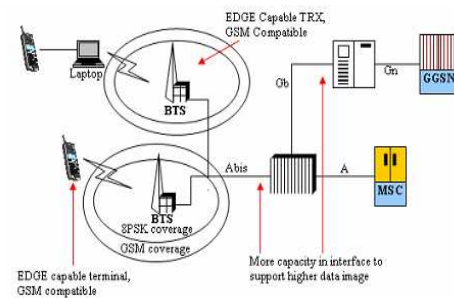 EDGE Capable TRX,
GSM Compatible
Laptop
BTS
Gb
Gn
GGSN
Abis
A
MSC
BTS
8PSK coverage
GSM coverage
EDGE capable terminal,
GSM compatible
More capacity in interface to
support higher data image